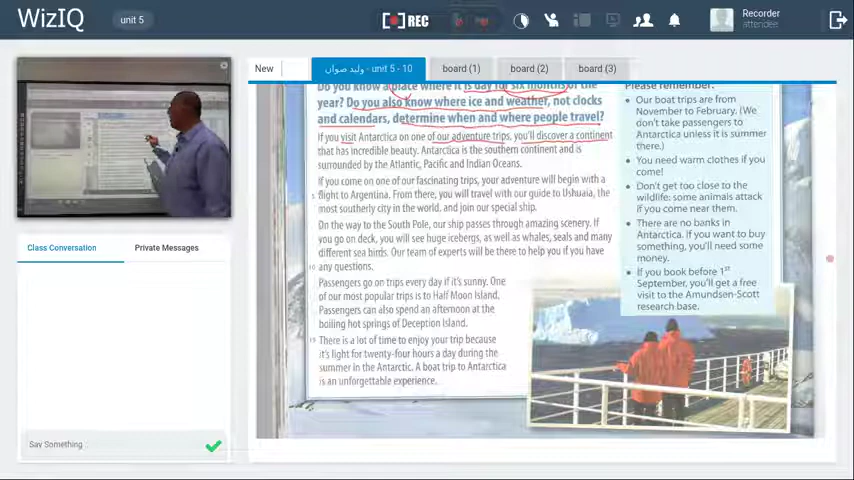 WizIQ
unit 5
REC
Recorder
attendee
New
وليد صوان - unit 5 - 10
board (1)
board (2)
board (3)
Do you know a place where it is day for six months of the
year? Do you also know where ice and weather, not clocks
and calendars, determine when and where people travel?
If you visit Antarctica on one of our adventure trips, you'll discover a continent
that has incredible beauty. Antarctica is the southern continent and is
surrounded by the Atlantic, Pacific and Indian Oceans.
If you come on one of our fascinating trips, your adventure will begin with a
5 flight to Argentina. From there, you will travel with our guide to Ushuaia, the
most southerly city in the world, and join our special ship.
On the way to the South Pole, our ship passes through amazing scenery. If
you go on deck, you will see huge icebergs, as well as whales, seals and many
different sea birds. Our team of experts will be there to help you if you have
10 any questions.
Passengers go on trips every day if it's sunny. One
of our most popular trips is to Half Moon Island.
Passengers can also spend an afternoon at the
boiling hot springs of Deception Island.
15 There is a lot of time to enjoy your trip because
it's light for twenty-four hours a day during the
summer in the Antarctic. A boat trip to Antarctica
is an unforgettable experience.
Please remember:
• Our boat trips are from
November to February. (We
don't take passengers to
Antarctica unless it is summer
there.)
• You need warm clothes if you
come!
• Don't get too close to the
wildlife: some animals attack
if you come near them.
• There are no banks in
Antarctica. If you want to buy
something, you'll need some
money.
• If you book before 1st
September, you'll get a free
visit to the Amundsen-Scott
research base.
Class Conversation
Private Messages
Say Something